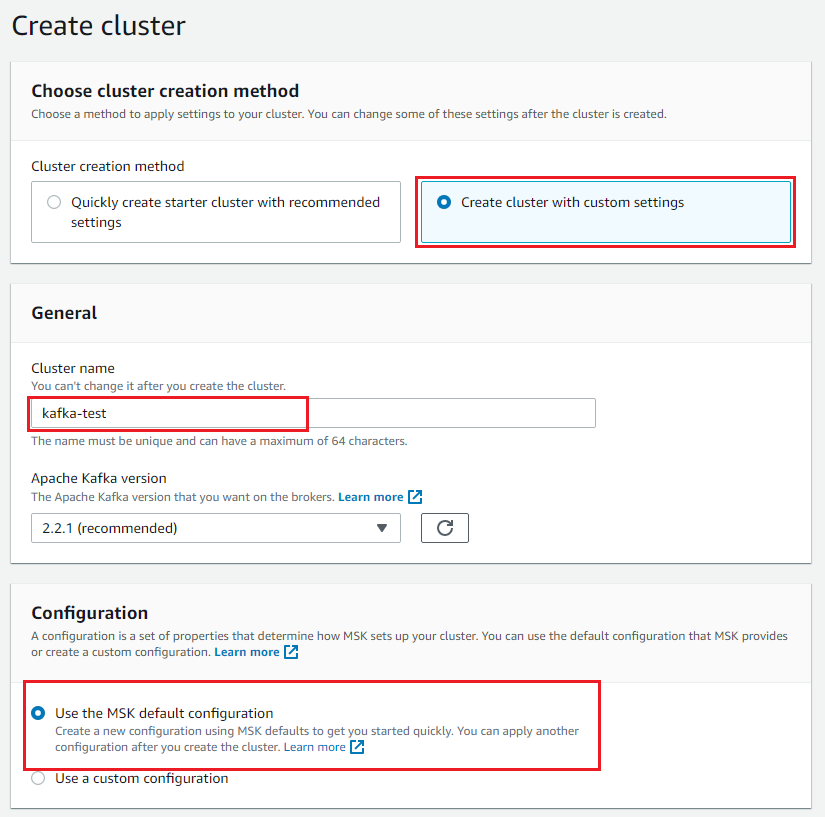 Create cluster
Choose cluster creation method
Choose a method to apply settings to your cluster. You can change some of these settings after the cluster is created.
Cluster creation method
Quickly create starter cluster with recommended
settings
Create cluster with custom settings
General
Cluster name
You can't change it after you create the cluster.
kafka-test
The name must be unique and can have a maximum of 64 characters.
Apache Kafka version
The Apache Kafka version that you want on the brokers. Learn more
2.2.1 (recommended)
Configuration
A configuration is a set of properties that determine how MSK sets up your cluster. You can use the default configuration that MSK provides
or create a custom configuration. Learn more
Use the MSK default configuration
Create a new configuration using MSK defaults to get you started quickly. You can apply another
configuration after you create the cluster. Learn more
Use a custom configuration